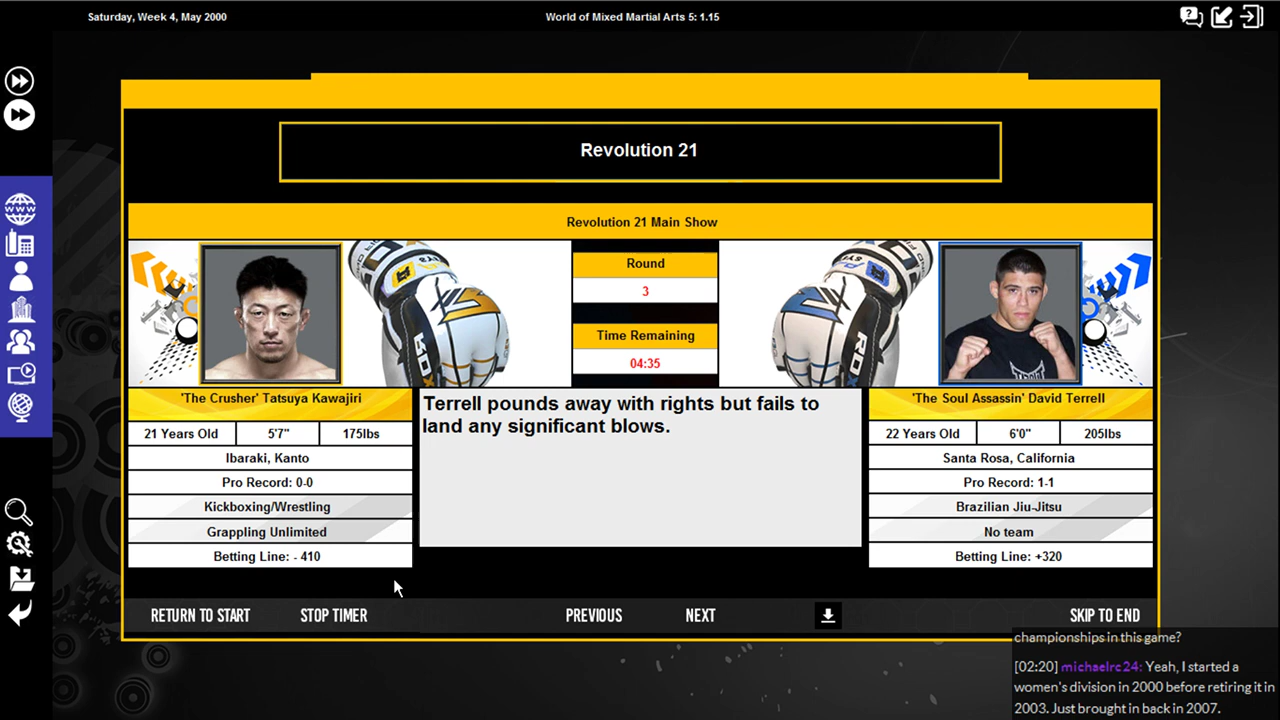 Saturday, Week 4, May 2000
World of Mixed Martial Arts 5: 1.15
Revolution 21
Revolution 21 Main Show
Round
3
Time Remaining
04:35
'The Crusher' Tatsuya Kawajiri
21 Years Old
5'7"
175lbs
Ibaraki, Kanto
Pro Record: 0-0
Kickboxing/Wrestling
Grappling Unlimited
Betting Line: - 410
Terrell pounds away with rights but fails to
land any significant blows.
'The Soul Assassin' David Terrell
22 Years Old
6'0"
205lbs
Santa Rosa, California
Pro Record: 1-1
Brazilian Jiu-Jitsu
No team
Betting Line: +320
RETURN TO START
STOP TIMER
PREVIOUS
NEXT
SKIP TO END
championships in this game?
[02:20] michaelrc24: Yeah, I started a
women's division in 2000 before retiring it in
2003. Just brought in back in 2007.